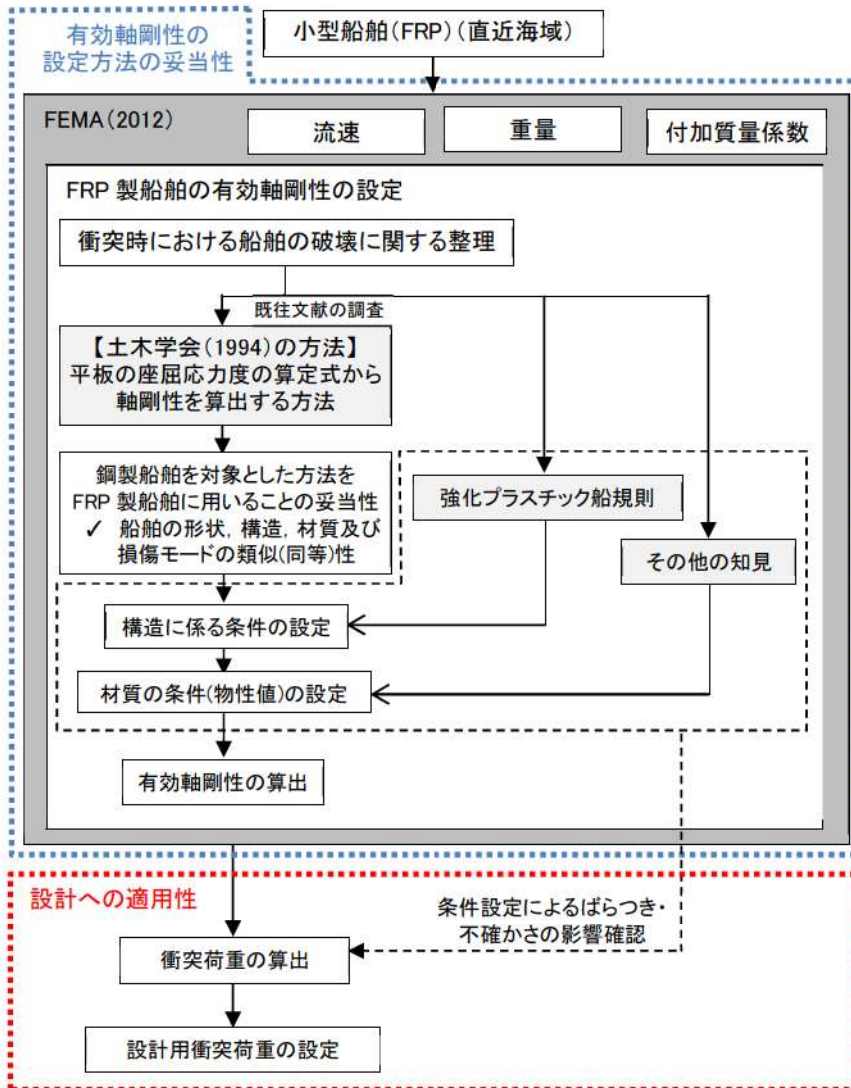 有効軸剛性の
設定方法の妥当性
小型船舶(FRP)(直近海域)
FEMA(2012)
流速
重量
付加質量係数
FRP 製船舶の有効軸剛性の設定
衝突時における船舶の破壊に関する整理
既往文献の調査
【土木学会(1994)の方法】
平板の座屈応力度の算定式から
軸剛性を算出する方法
鋼製船舶を対象とした方法を
FRP 製船舶に用いることの妥当性
✓ 船舶の形状，構造，材質及び
損傷モードの類似(同等)性
強化プラスチック船規則
その他の知見
構造に係る条件の設定
材質の条件(物性値)の設定
有効軸剛性の算出
設計への適用性
条件設定によるばらつき・
不確かさの影響確認
衝突荷重の算出
設計用衝突荷重の設定